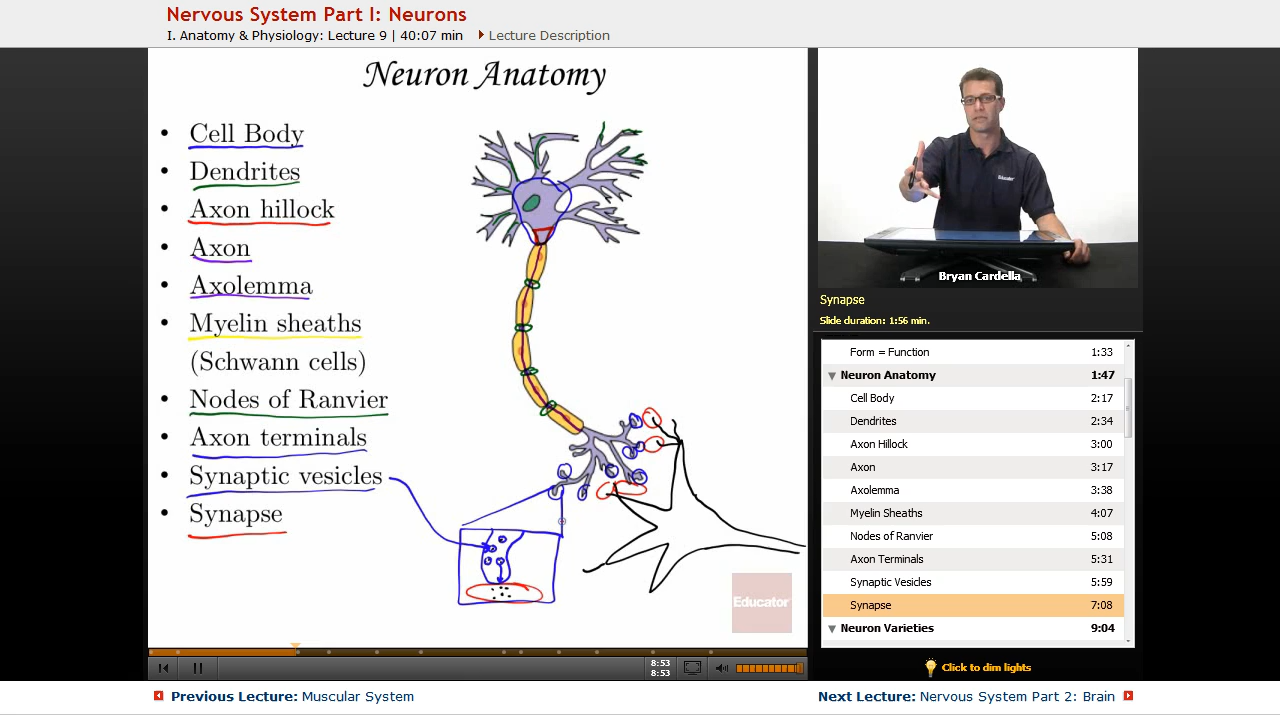 Nervous System Part I: Neurons
I. Anatomy & Physiology: Lecture 9 | 40:07 min Lecture Description
Neuron Anatomy
• Cell Body
• Dendrites
• Axon hillock
• Axon
• Axolemma
• Myelin sheaths
(Schwann cells)
• Nodes of Ranvier
• Axon terminals
• Synaptic vesicles
• Synapse
Educator
Educator
Bryan Cardella
Synapse
Slide duration: 1:56 min.
Form = Function 1:33
Neuron Anatomy 1:47
Cell Body 2:17
Dendrites 2:34
Axon Hillock 3:00
Axon 3:17
Axolemma 3:38
Myelin Sheaths 4:07
Nodes of Ranvier 5:08
Axon Terminals 5:31
Synaptic Vesicles 5:59
Synapse 7:08
Neuron Varieties 9:04
8:53
8:53
Click to dim lights
Previous Lecture: Muscular System
Next Lecture: Nervous System Part 2: Brain